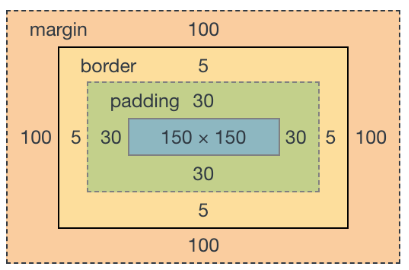 margin 100
border 5
padding 30
100 5 30 150 × 150 30 5 100
30
5
100